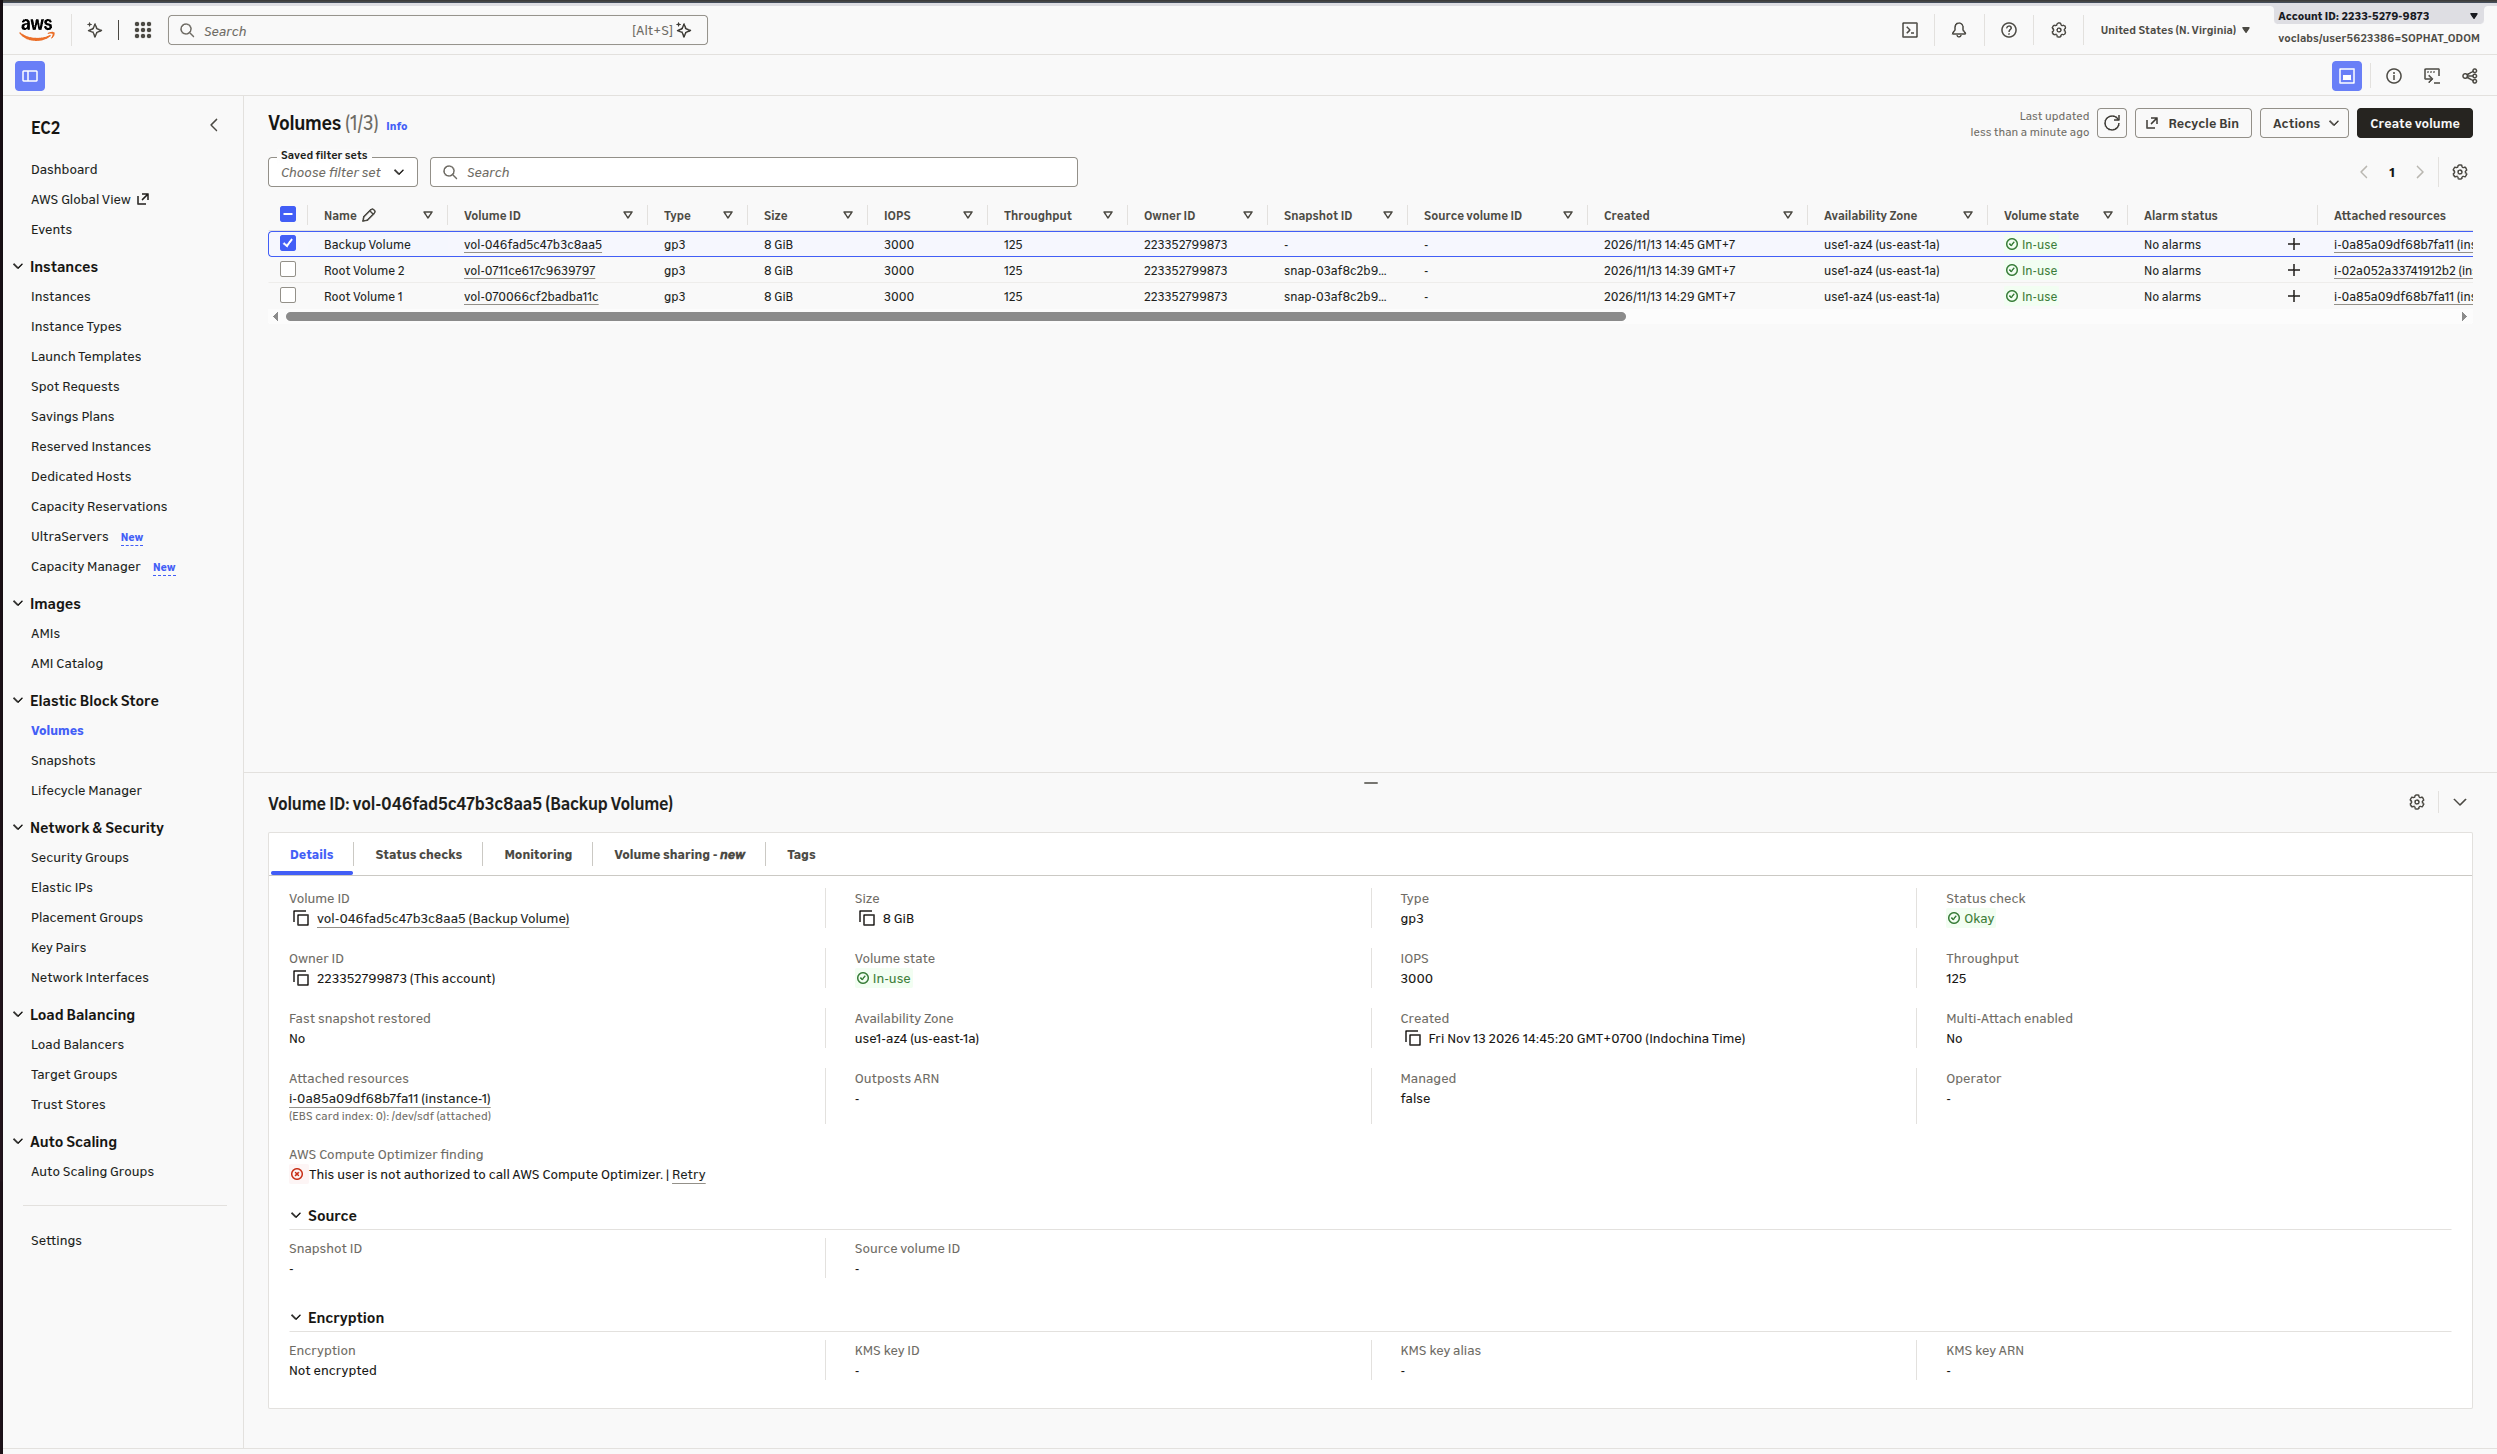 aws
Search [Alt+S]
United States (N. Virginia)
Account ID: 2233-5279-9873
voclabs/user5623386=SOPHAT_ODOM
EC2
Dashboard
AWS Global View
Events
Instances
Instances
Instance Types
Launch Templates
Spot Requests
Savings Plans
Reserved Instances
Dedicated Hosts
Capacity Reservations
UltraServers New
Capacity Manager New
Images
AMIs
AMI Catalog
Elastic Block Store
Volumes
Snapshots
Lifecycle Manager
Network & Security
Security Groups
Elastic IPs
Placement Groups
Key Pairs
Network Interfaces
Load Balancing
Load Balancers
Target Groups
Trust Stores
Auto Scaling
Auto Scaling Groups
Settings
Volumes (1/3) Info
Last updated
less than a minute ago
Recycle Bin
Actions
Create volume
Saved filter sets
Choose filter set
Search
1
Name Volume ID Type Size IOPS Throughput Owner ID Snapshot ID Source volume ID Created Availability Zone Volume state Alarm status Attached resources
Backup Volume vol-046fad5c47b3c8aa5 gp3 8 GiB 3000 125 223352799873 - - 2026/11/13 14:45 GMT+7 use1-az4 (us-east-1a) In-use No alarms i-0a85a09df68b7fa11 (ins
Root Volume 2 vol-0711ce617c9639797 gp3 8 GiB 3000 125 223352799873 snap-03af8c2b9... - 2026/11/13 14:39 GMT+7 use1-az4 (us-east-1a) In-use No alarms i-02a052a33741912b2 (in
Root Volume 1 vol-070066cf2badba11c gp3 8 GiB 3000 125 223352799873 snap-03af8c2b9... - 2026/11/13 14:29 GMT+7 use1-az4 (us-east-1a) In-use No alarms i-0a85a09df68b7fa11 (ins
Volume ID: vol-046fad5c47b3c8aa5 (Backup Volume)
Details Status checks Monitoring Volume sharing - new Tags
Volume ID Size Type Status check
vol-046fad5c47b3c8aa5 (Backup Volume) 8 GiB gp3 Okay
Owner ID Volume state IOPS Throughput
223352799873 (This account) In-use 3000 125
Fast snapshot restored Availability Zone Created Multi-Attach enabled
No use1-az4 (us-east-1a) Fri Nov 13 2026 14:45:20 GMT+0700 (Indochina Time) No
Attached resources Outposts ARN Managed Operator
i-0a85a09df68b7fa11 (instance-1) - false -
(EBS card index: 0): /dev/sdf (attached)
AWS Compute Optimizer finding
This user is not authorized to call AWS Compute Optimizer. | Retry
Source
Snapshot ID Source volume ID
- -
Encryption
Encryption KMS key ID KMS key alias KMS key ARN
Not encrypted - - -